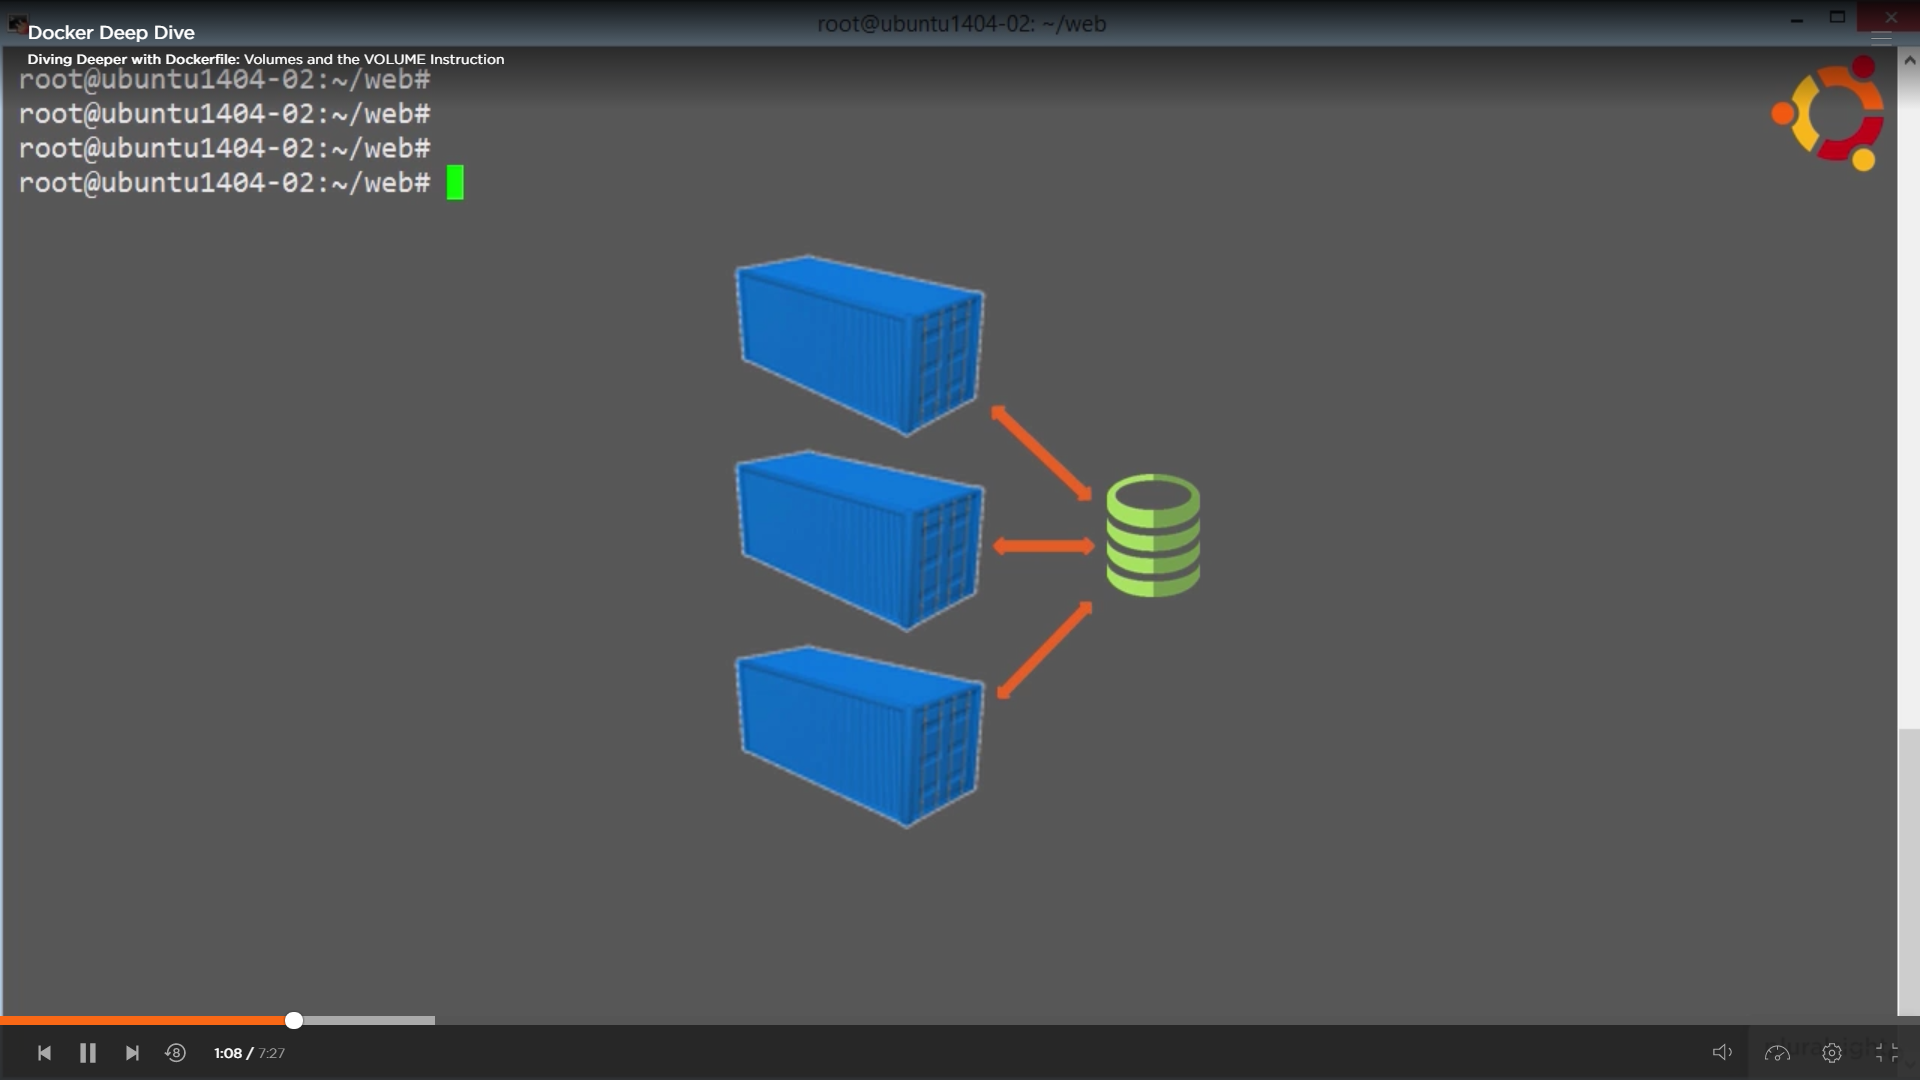 root@ubuntu1404-02: ~/web
Docker Deep Dive
Diving Deeper with Dockerfile: Volumes and the VOLUME Instruction
root@ubuntu1404-02:~/web#
root@ubuntu1404-02:~/web#
root@ubuntu1404-02:~/web#
root@ubuntu1404-02:~/web#
8
1:08 / 7:27